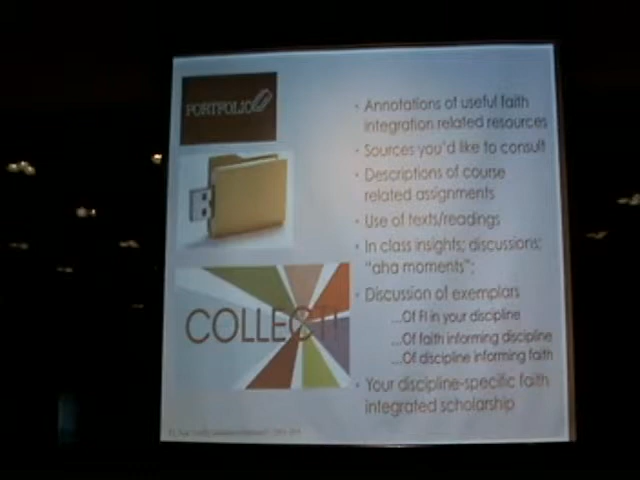 PORTFOLIO
COLLECT!
· Annotations of useful faith
integration related resources
· Sources you'd like to consult
· Descriptions of course
related assignments
· Use of texts/readings
· In class insights; discussions;
"aha moments";
· Discussion of exemplars
...Of FI in your discipline
...Of faith informing discipline
...Of discipline informing faith
· Your discipline-specific faith
integrated scholarship